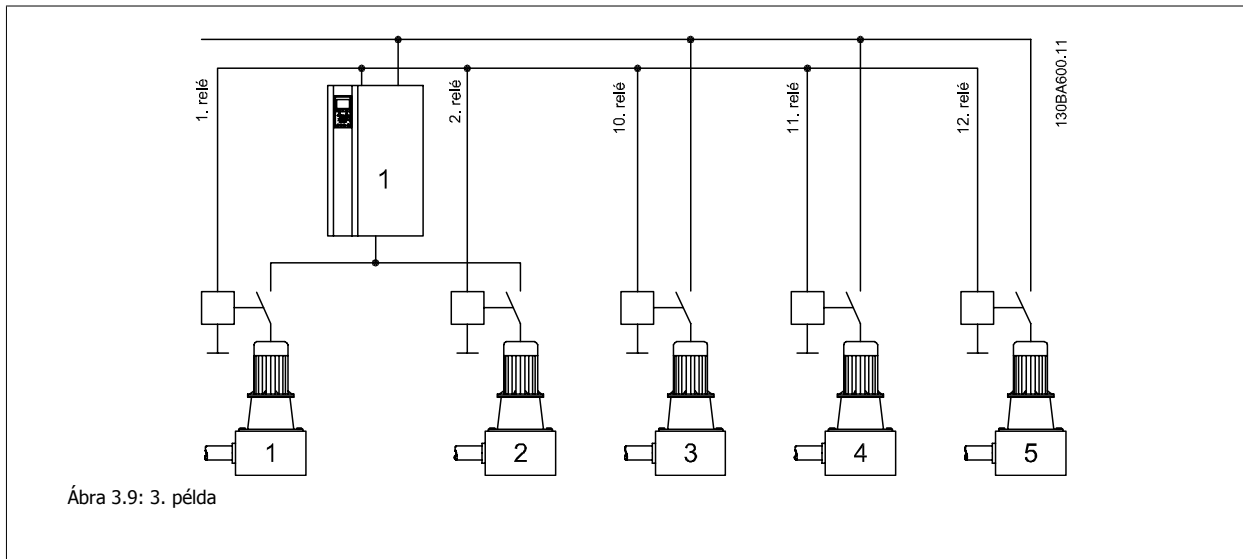 1. relé
2. relé
10. relé
11. relé
12. relé
130BA600.11
1
1
2
3
4
5
Ábra 3.9: 3. példa